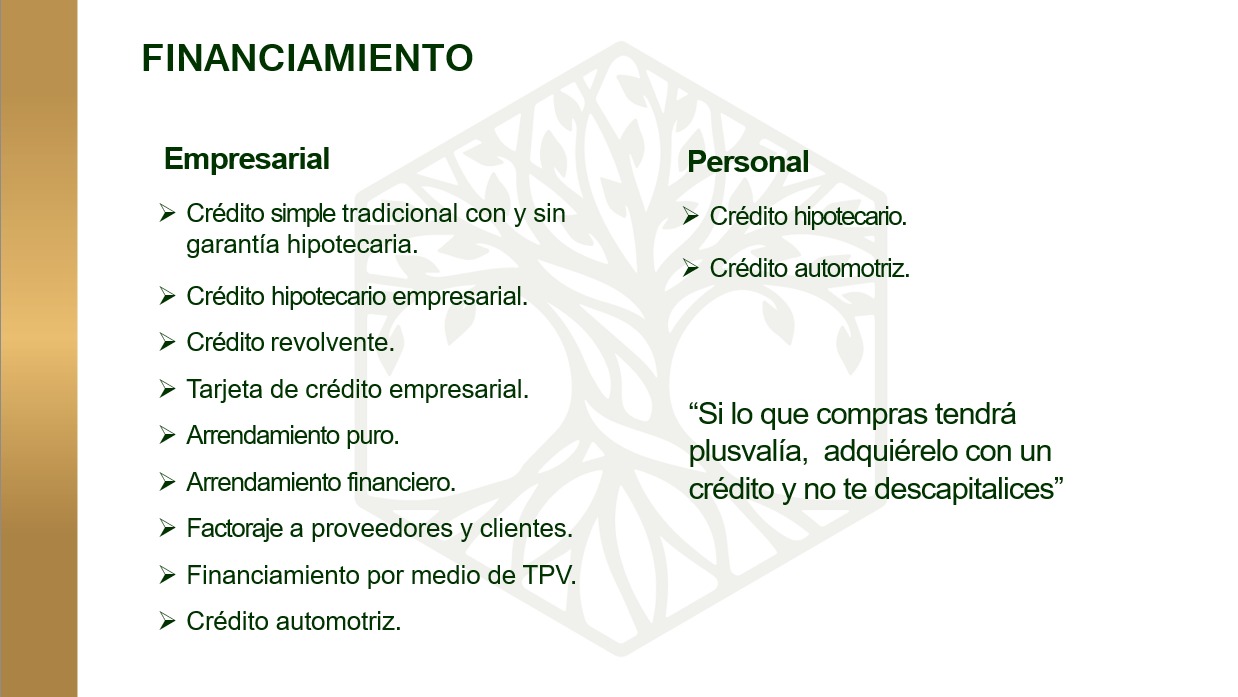 FINANCIAMIENTO
Empresarial
➢ Crédito simple tradicional con y sin
garantía hipotecaria.
➢ Crédito hipotecario empresarial.
➢ Crédito revolvente.
➢ Tarjeta de crédito empresarial.
➢ Arrendamiento puro.
➢ Arrendamiento financiero.
➢ Factoraje a proveedores y clientes.
➢ Financiamiento por medio de TPV.
➢ Crédito automotriz.
Personal
➢ Crédito hipotecario.
➢ Crédito automotriz.
“Si lo que compras tendrá
plusvalía,  adquiérelo con un
crédito y no te descapitalices”